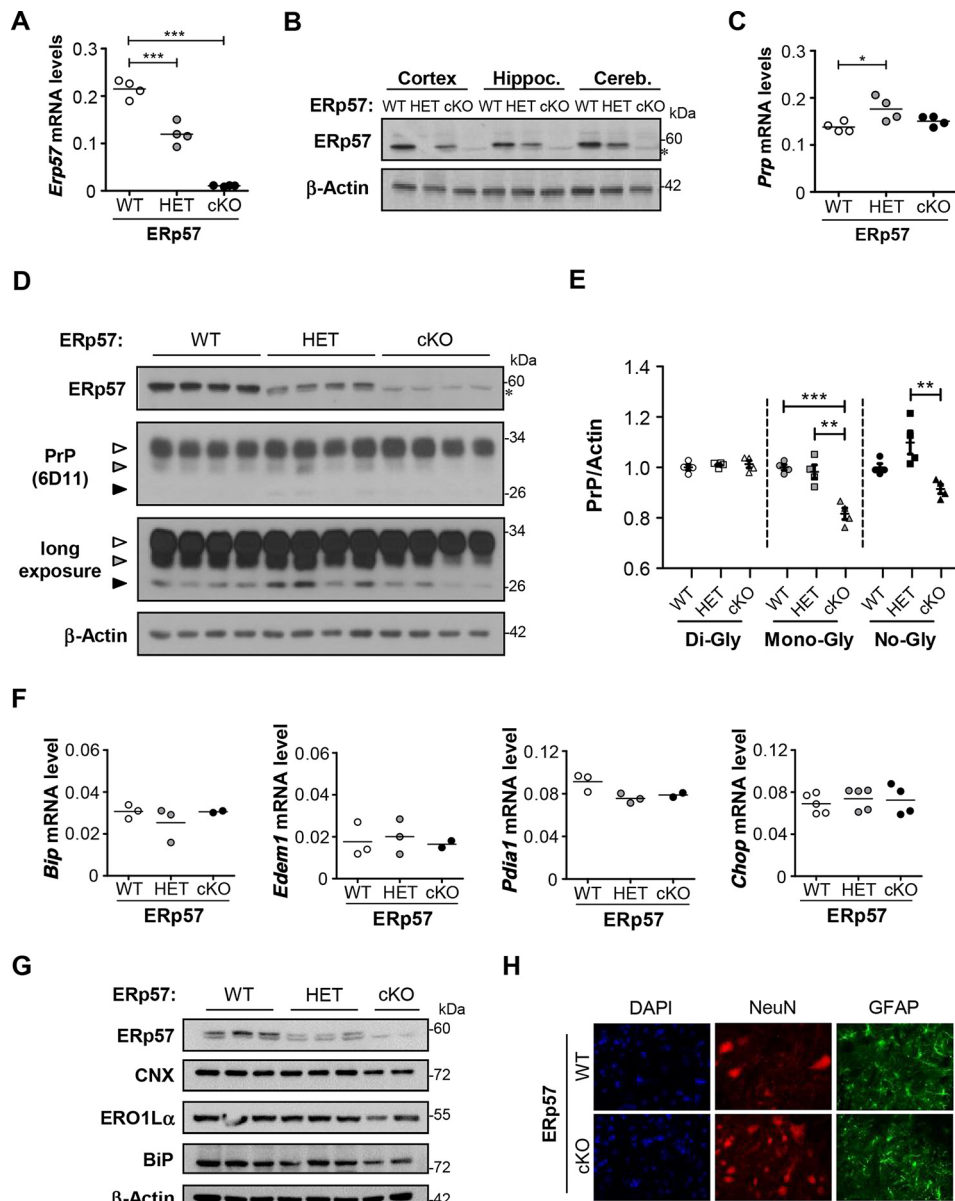 A
Erp57 mRNA levels
0.3
0.2
0.1
0
***
***
WT HET cKO
ERp57
B
Cortex Hippoc. Cereb.
ERp57: WT HET cKO WT HET cKO WT HET cKO
kDa
ERp57
-60
*
β-Actin
-42
C
Prp mRNA levels
0.3
0.2
0.1
0
*
WT HET cKO
ERp57
D
ERp57: WT HET cKO
kDa
ERp57
-60
*
PrP
(6D11)
-34
-26
long
exposure
-34
-26
β-Actin
-42
E
PrP/Actin
1.4
1.2
1.0
0.8
0.6
***
**
**
WT HET cKO WT HET cKO WT HET cKO
Di-Gly Mono-Gly No-Gly
F
Bip mRNA level
0.06
0.04
0.02
0
WT HET cKO
ERp57
Edem1 mRNA level
0.06
0.04
0.02
0
WT HET cKO
ERp57
Pdia1 mRNA level
0.12
0.08
0.04
0
WT HET cKO
ERp57
Chop mRNA level
0.12
0.08
0.04
0
WT HET cKO
ERp57
G
ERp57: WT HET cKO
kDa
ERp57
-60
CNX
-72
ERO1Lα
-55
BiP
-72
β-Actin
-42
H
DAPI NeuN GFAP
ERp57
WT
cKO